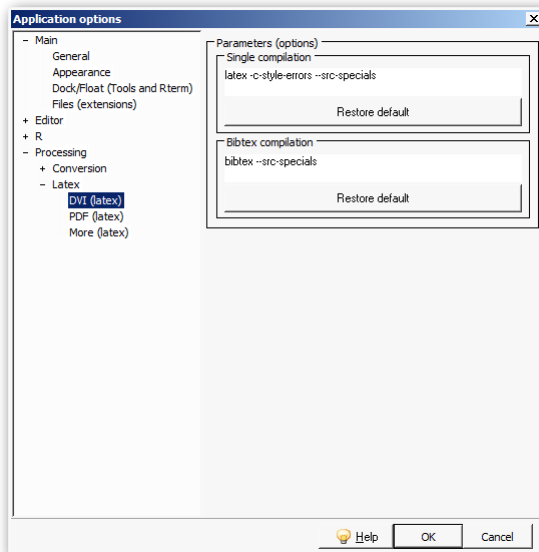 Application options
− Main
General
Appearance
Dock/Float (Tools and Rterm)
Files (extensions)
+ Editor
+ R
− Processing
+ Conversion
− Latex
DVI (latex)
PDF (latex)
More (latex)
Parameters (options)
Single compilation
latex -c-style-errors --src-specials
Restore default
Bibtex compilation
bibtex --src-specials
Restore default
Help
OK
Cancel